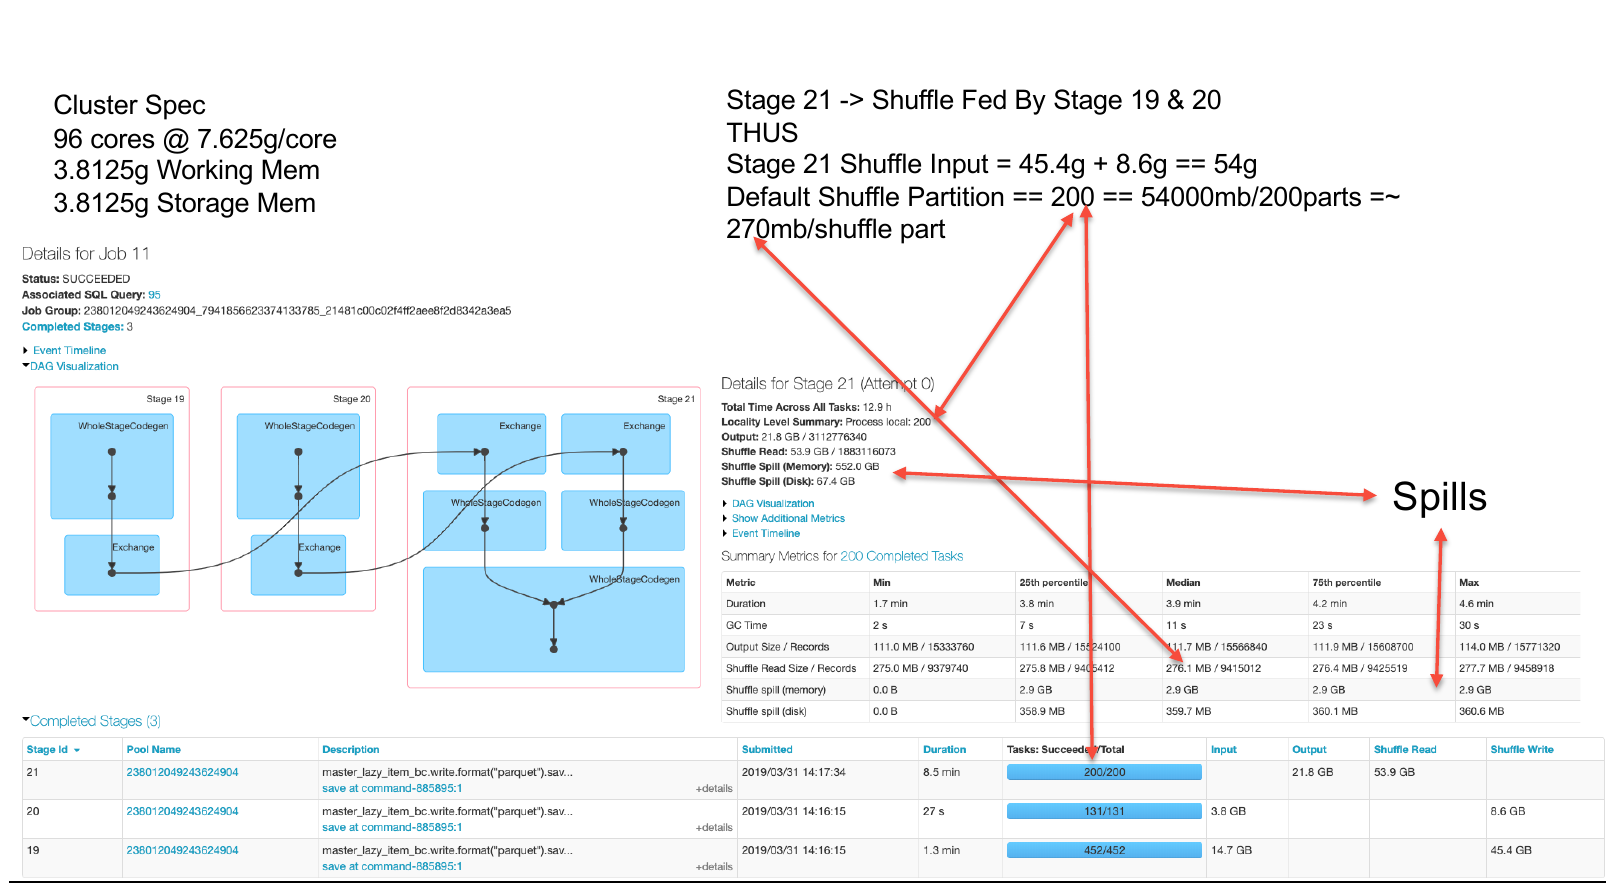 Cluster Spec
96 cores @ 7.625g/core
3.8125g Working Mem
3.8125g Storage Mem
Stage 21 -> Shuffle Fed By Stage 19 & 20
THUS
Stage 21 Shuffle Input = 45.4g + 8.6g == 54g
Default Shuffle Partition == 200 == 54000mb/200parts =~
270mb/shuffle part
Details for Job 11
Status: SUCCEEDED
Associated SQL Query: 95
Job Group: 238012049243624904_7941856623374133785_21481c00c02f4ff2aee8f2d8342a3ea5
Completed Stages: 3
Event Timeline
DAG Visualization
Stage 19
WholeStageCodegen
Exchange
Stage 20
WholeStageCodegen
Exchange
Stage 21
Exchange
Exchange
WholeStageCodegen
WholeStageCodegen
WholeStageCodegen
Details for Stage 21 (Attempt 0)
Total Time Across All Tasks: 12.9 h
Locality Level Summary: Process local: 200
Output: 21.8 GB / 3112776340
Shuffle Read: 53.9 GB / 1883116073
Shuffle Spill (Memory): 552.0 GB
Shuffle Spill (Disk): 67.4 GB
Spills
DAG Visualization
Show Additional Metrics
Event Timeline
Summary Metrics for 200 Completed Tasks
Metric Min 25th percentile Median 75th percentile Max
Duration 1.7 min 3.8 min 3.9 min 4.2 min 4.6 min
GC Time 2 s 7 s 11 s 23 s 30 s
Output Size / Records 111.0 MB / 15333760 111.6 MB / 15524100 111.7 MB / 15566840 111.9 MB / 15608700 114.0 MB / 15771320
Shuffle Read Size / Records 275.0 MB / 9379740 275.8 MB / 9405412 276.1 MB / 9415012 276.4 MB / 9425519 277.7 MB / 9458918
Shuffle spill (memory) 0.0 B 2.9 GB 2.9 GB 2.9 GB 2.9 GB
Shuffle spill (disk) 0.0 B 358.9 MB 359.7 MB 360.1 MB 360.6 MB
Completed Stages (3)
Stage Id Pool Name Description Submitted Duration Tasks: Succeeded/Total Input Output Shuffle Read Shuffle Write
21 238012049243624904 master_lazy_item_bc.write.format("parquet").sav... 2019/03/31 14:17:34 8.5 min 200/200 21.8 GB 53.9 GB
save at command-885895:1 +details
20 238012049243624904 master_lazy_item_bc.write.format("parquet").sav... 2019/03/31 14:16:15 27 s 131/131 3.8 GB 8.6 GB
save at command-885895:1 +details
19 238012049243624904 master_lazy_item_bc.write.format("parquet").sav... 2019/03/31 14:16:15 1.3 min 452/452 14.7 GB 45.4 GB
save at command-885895:1 +details